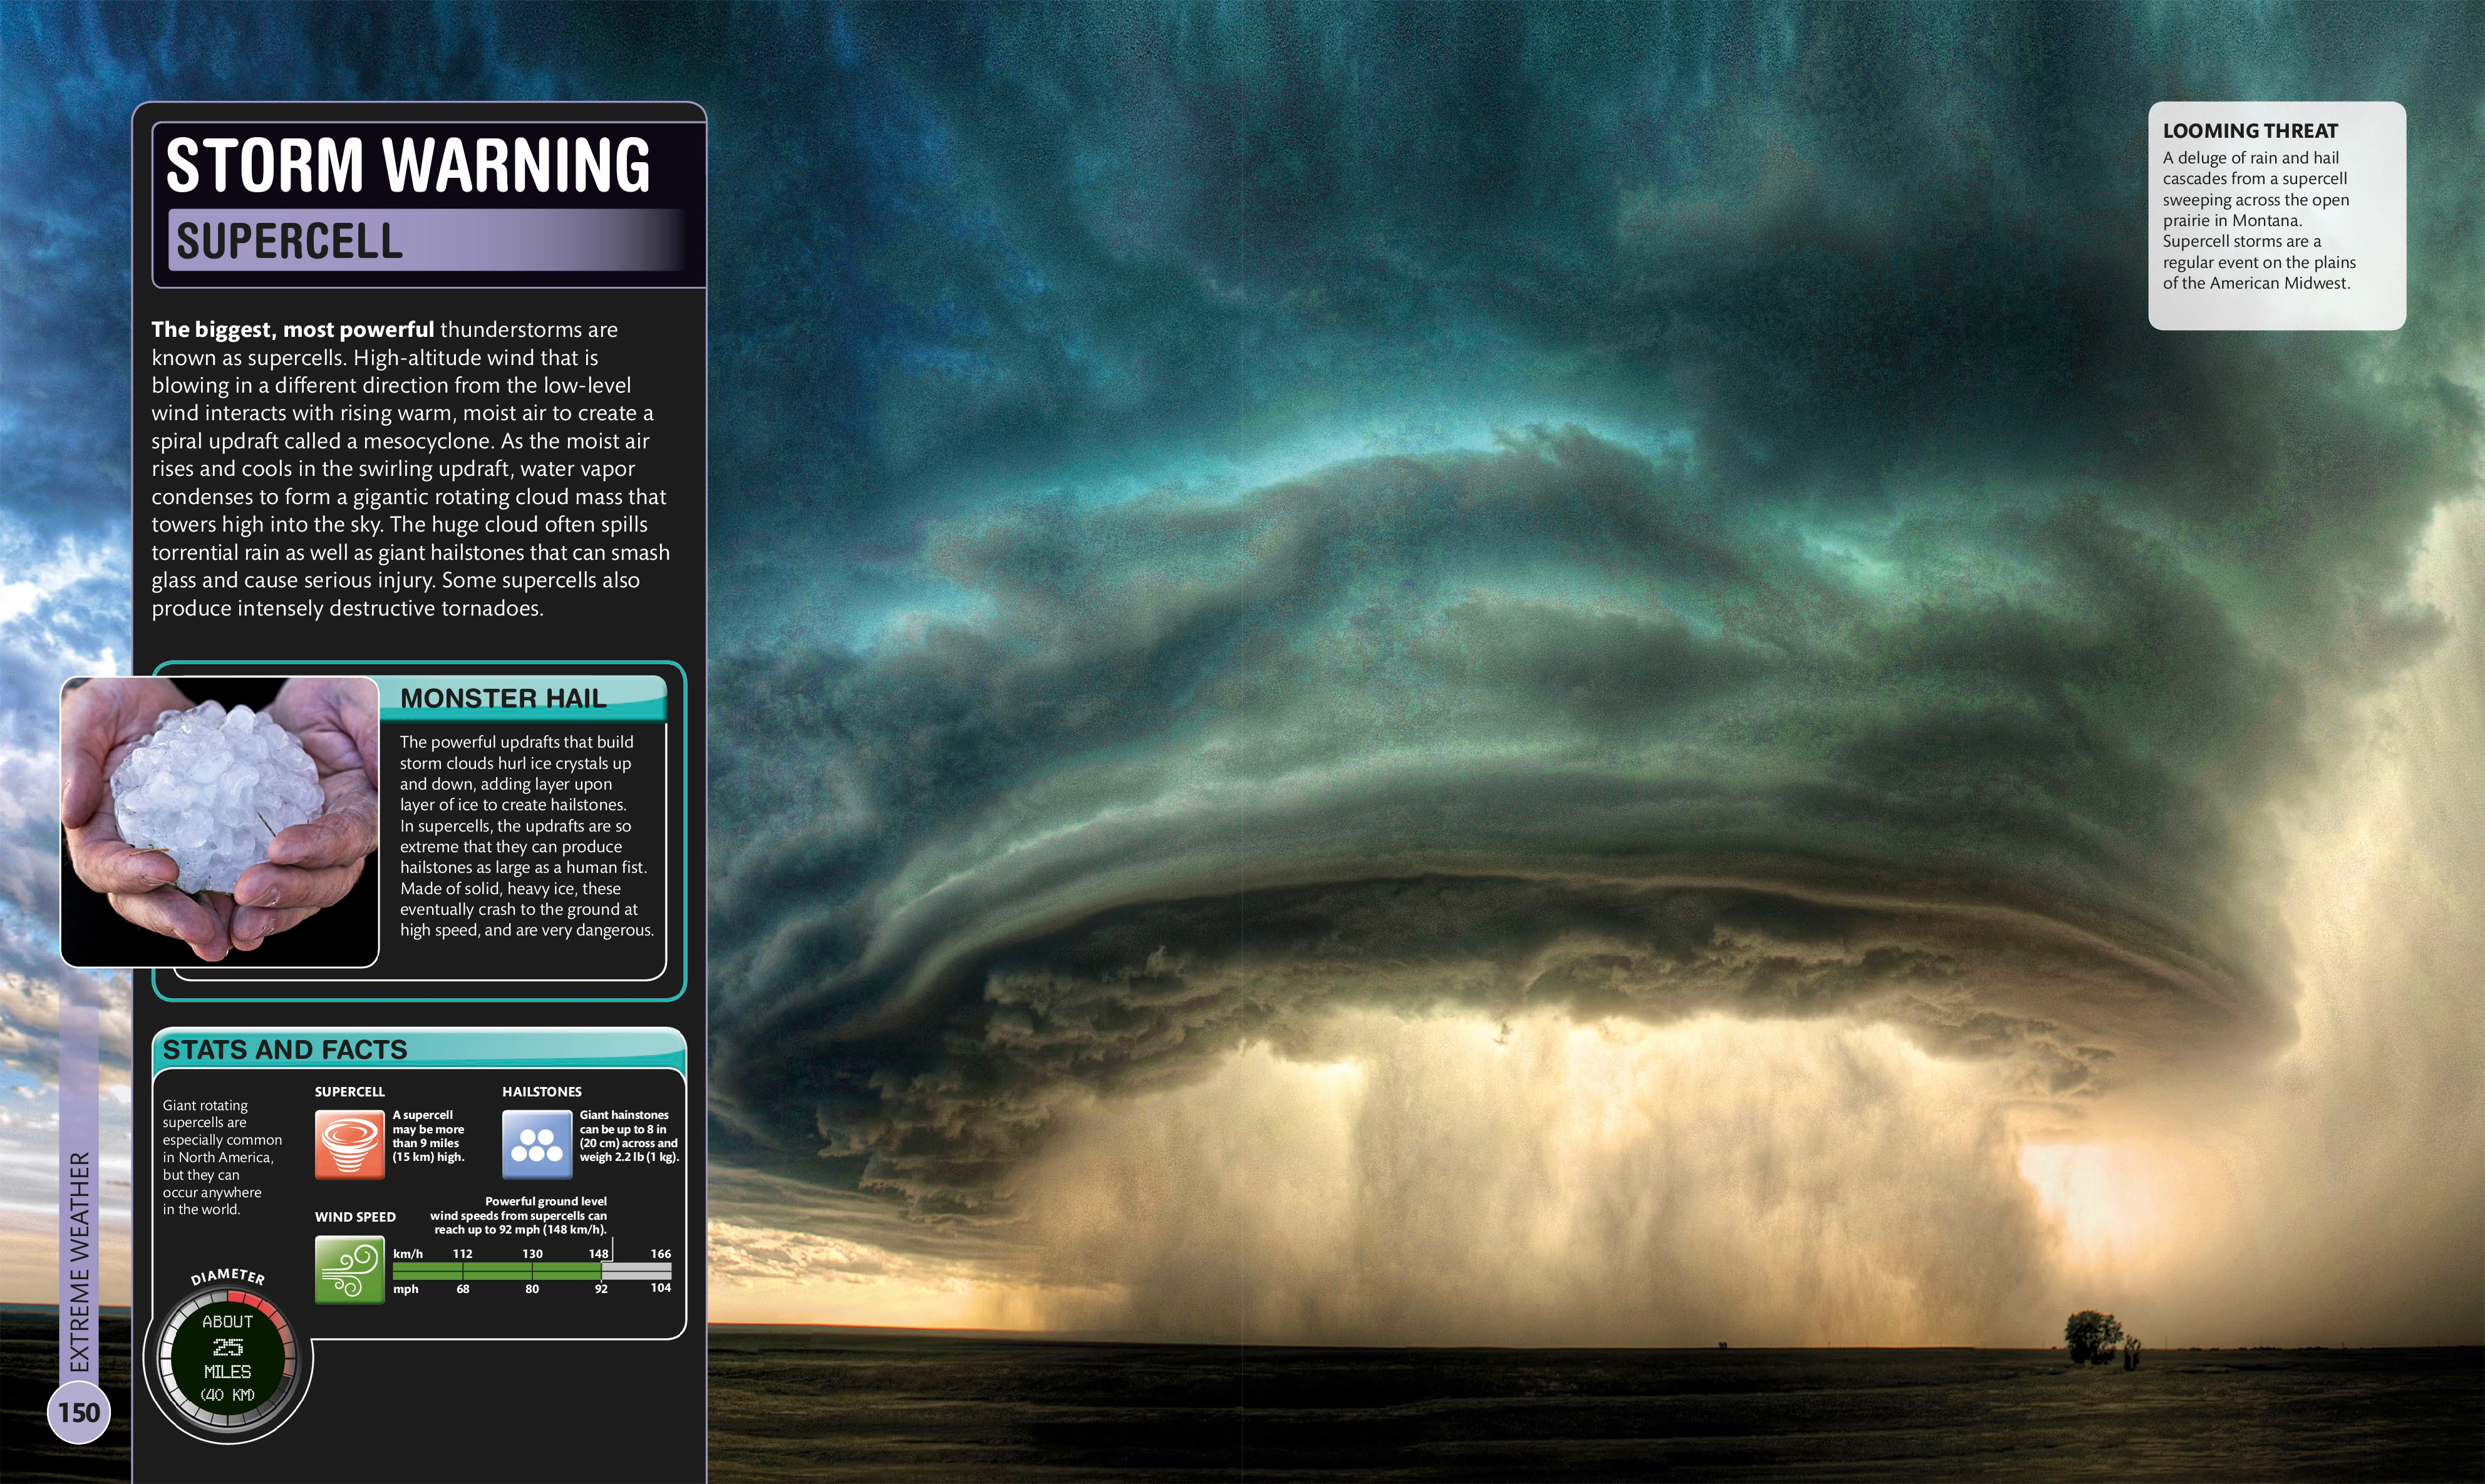 STORM WARNING
SUPERCELL
The biggest, most powerful thunderstorms are
known as supercells. High-altitude wind that is
blowing in a different direction from the low-level
wind interacts with rising warm, moist air to create a
spiral updraft called a mesocyclone. As the moist air
rises and cools in the swirling updraft, water vapor
condenses to form a gigantic rotating cloud mass that
towers high into the sky. The huge cloud often spills
torrential rain as well as giant hailstones that can smash
glass and cause serious injury. Some supercells also
produce intensely destructive tornadoes.
MONSTER HAIL
The powerful updrafts that build
storm clouds hurl ice crystals up
and down, adding layer upon
layer of ice to create hailstones.
In supercells, the updrafts are so
extreme that they can produce
hailstones as large as a human fist.
Made of solid, heavy ice, these
eventually crash to the ground at
high speed, and are very dangerous.
STATS AND FACTS
Giant rotating
supercells are
especially common
in North America,
but they can
occur anywhere
in the world.
SUPERCELL
A supercell
may be more
than 9 miles
(15 km) high.
HAILSTONES
Giant hainstones
can be up to 8 in
(20 cm) across and
weigh 2.2 lb (1 kg).
WIND SPEED
Powerful ground level
wind speeds from supercells can
reach up to 92 mph (148 km/h).
km/h 112 130 148 166
mph 68 80 92 104
DIAMETER
ABOUT
25
MILES
(40 KM)
EXTREME WEATHER
150
LOOMING THREAT
A deluge of rain and hail
cascades from a supercell
sweeping across the open
prairie in Montana.
Supercell storms are a
regular event on the plains
of the American Midwest.